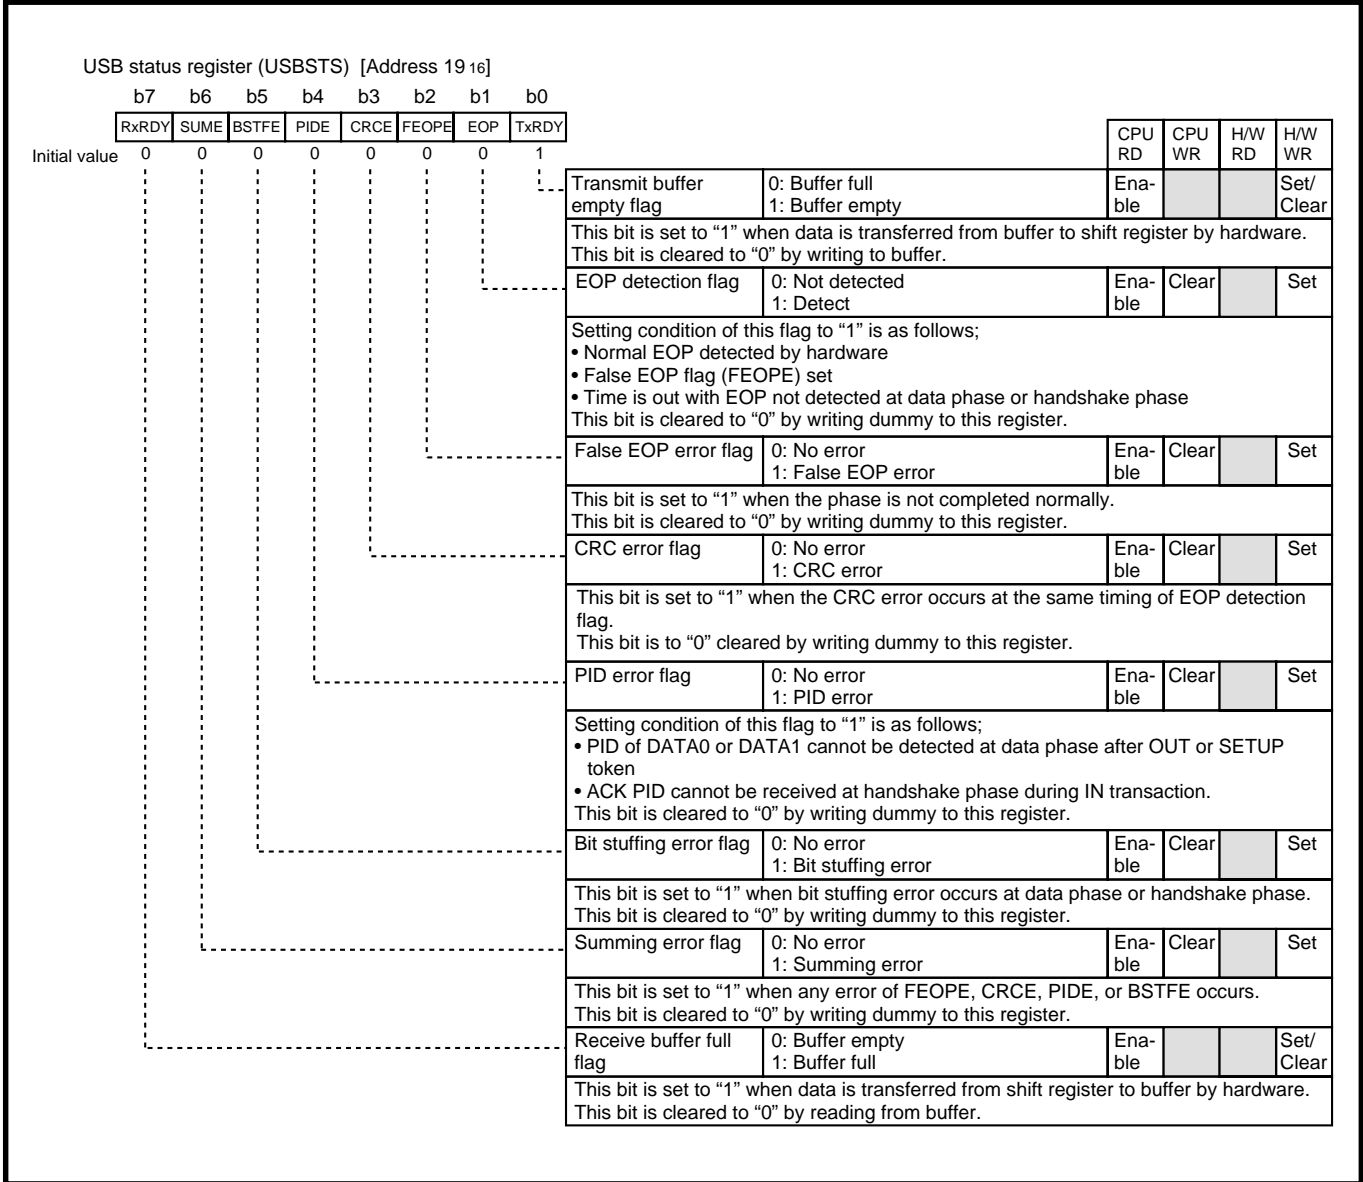 USB status register (USBSTS) [Address 19 16]
b7 b6 b5 b4 b3 b2 b1 b0
RxRDY SUME BSTFE PIDE CRCE FEOPE EOP TxRDY
Initial value 0 0 0 0 0 0 0 1
CPU RD CPU WR H/W RD H/W WR
Transmit buffer 0: Buffer full Ena- Set/
empty flag 1: Buffer empty ble Clear
This bit is set to “1” when data is transferred from buffer to shift register by hardware.
This bit is cleared to “0” by writing to buffer.
EOP detection flag 0: Not detected Ena- Clear Set
1: Detect ble
Setting condition of this flag to “1” is as follows;
• Normal EOP detected by hardware
• False EOP flag (FEOPE) set
• Time is out with EOP not detected at data phase or handshake phase
This bit is cleared to “0” by writing dummy to this register.
False EOP error flag 0: No error Ena- Clear Set
1: False EOP error ble
This bit is set to “1” when the phase is not completed normally.
This bit is cleared to “0” by writing dummy to this register.
CRC error flag 0: No error Ena- Clear Set
1: CRC error ble
This bit is set to “1” when the CRC error occurs at the same timing of EOP detection
flag.
This bit is to “0” cleared by writing dummy to this register.
PID error flag 0: No error Ena- Clear Set
1: PID error ble
Setting condition of this flag to “1” is as follows;
• PID of DATA0 or DATA1 cannot be detected at data phase after OUT or SETUP
token
• ACK PID cannot be received at handshake phase during IN transaction.
This bit is cleared to “0” by writing dummy to this register.
Bit stuffing error flag 0: No error Ena- Clear Set
1: Bit stuffing error ble
This bit is set to “1” when bit stuffing error occurs at data phase or handshake phase.
This bit is cleared to “0” by writing dummy to this register.
Summing error flag 0: No error Ena- Clear Set
1: Summing error ble
This bit is set to “1” when any error of FEOPE, CRCE, PIDE, or BSTFE occurs.
This bit is cleared to “0” by writing dummy to this register.
Receive buffer full 0: Buffer empty Ena- Set/
flag 1: Buffer full ble Clear
This bit is set to “1” when data is transferred from shift register to buffer by hardware.
This bit is cleared to “0” by reading from buffer.